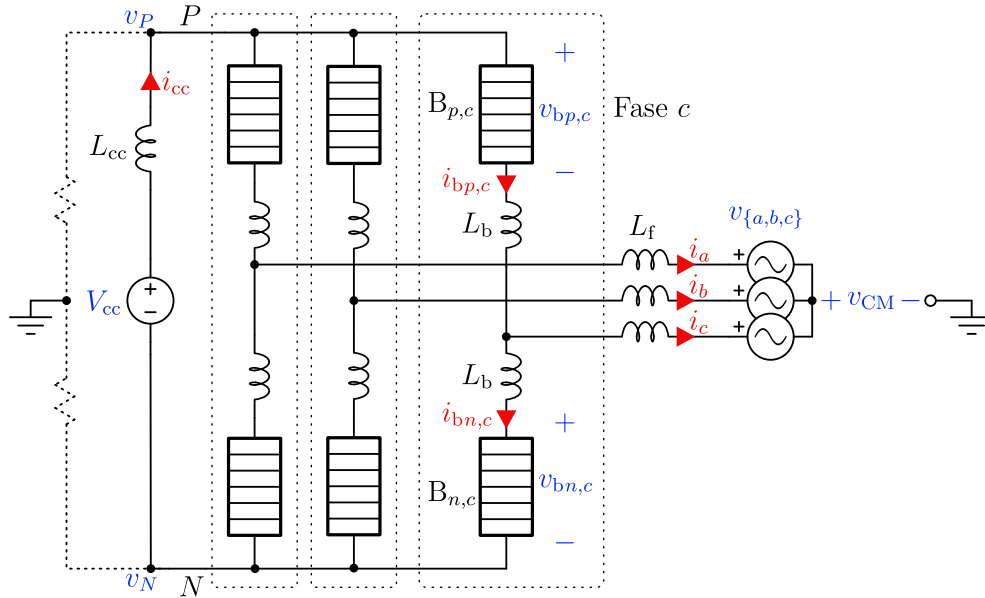 v_P P
i_cc
L_cc
V_cc
v_N N
B_{p,c}
+
v_{bp,c}
−
Fase c
i_{bp,c}
L_b
L_b
i_{bn,c}
+
B_{n,c}
v_{bn,c}
−
L_f
v_{a,b,c}
i_a
i_b
i_c
+ v_CM −